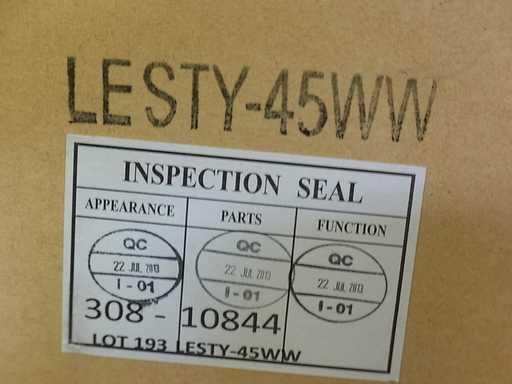 LESTY-45WW
INSPECTION SEAL
APPEARANCE PARTS FUNCTION
QC QC QC
22 JUL 2013 22 JUL 2013 22 JUL 2013
I-01 I-01 I-01
308 - 10844
LOT 193 LESTY-45WW